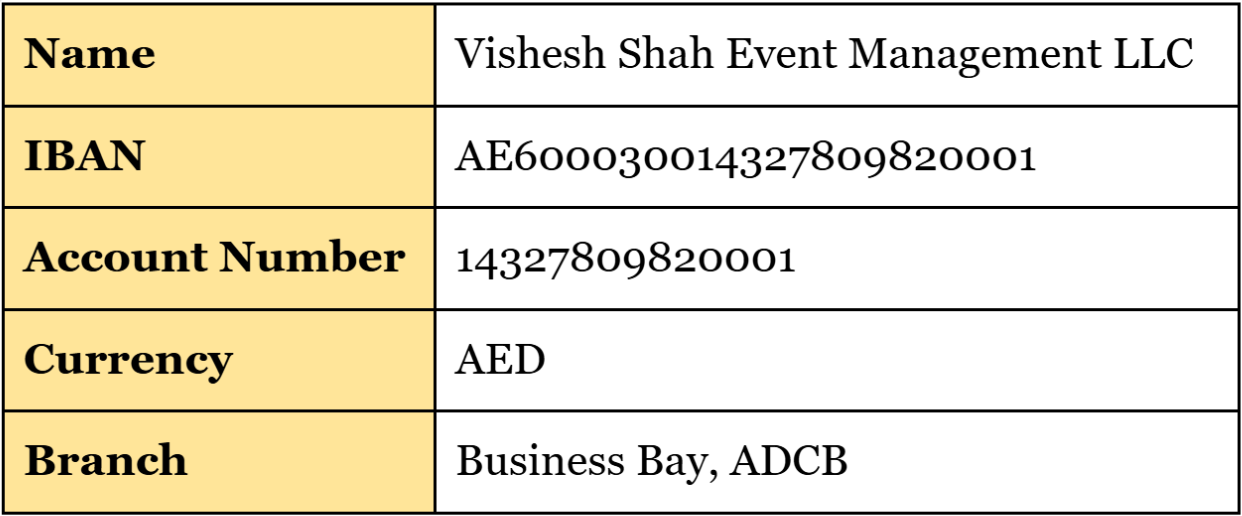 Name Vishesh Shah Event Management LLC
IBAN AE600030014327809820001
Account Number 14327809820001
Currency AED
Branch Business Bay, ADCB